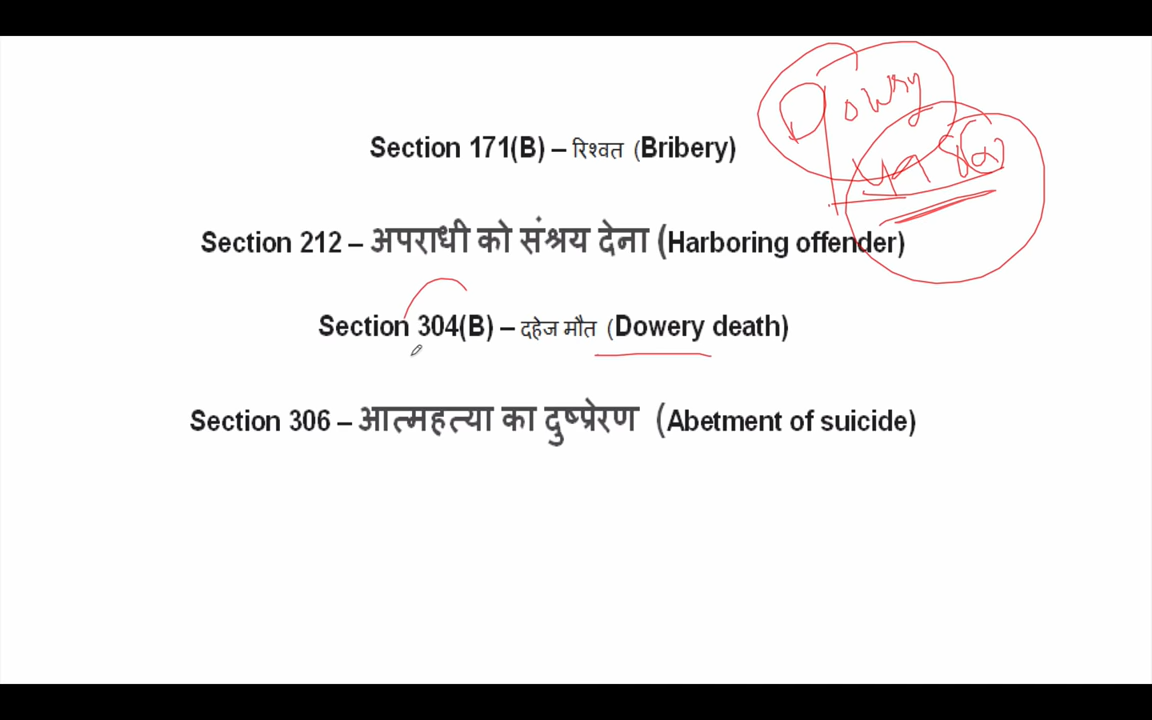 Dowry
Section 171(B) – रिश्वत (Bribery)
Section 212 – अपराधी को संश्रय देना (Harboring offender)
Section 304(B) – दहेज मौत (Dowery death)
Section 306 – आत्महत्या का दुष्प्रेरण (Abetment of suicide)